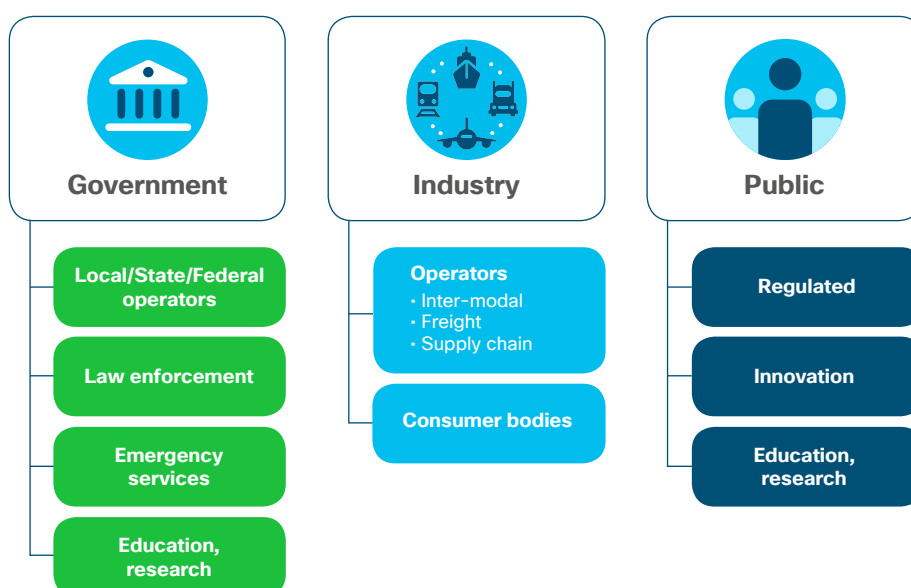 Government
Local/State/Federal
operators
Law enforcement
Emergency
services
Education,
research
Industry
Operators
· Inter-modal
· Freight
· Supply chain
Consumer bodies
Public
Regulated
Innovation
Education,
research